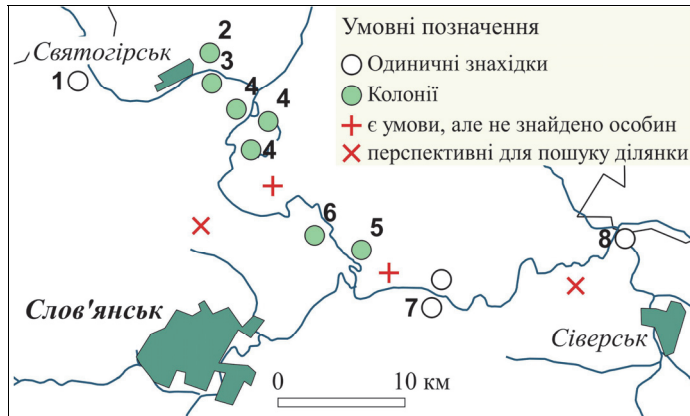 Умовні позначення
Одиничні знахідки
Колонії
є умови, але не знайдено особин
перспективні для пошуку ділянки
Святогірськ
1
2
3
4
4
4
6
5
8
7
Слов'янськ
Сіверськ
0 10 км